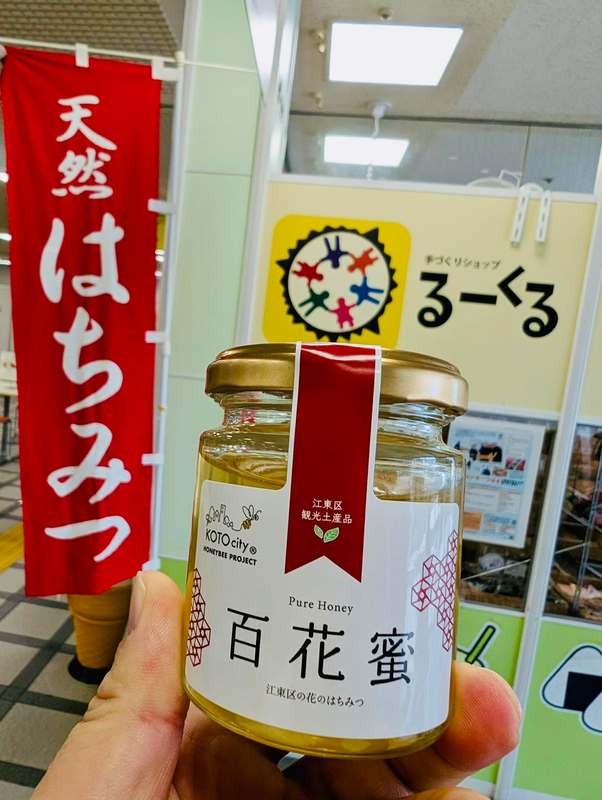 天然はちみつ
手づくりショップ
るーくる
江東区
観光土産品
KOTO city®
HONEYBEE PROJECT
Pure Honey
百花蜜
江東区の花のはちみつ